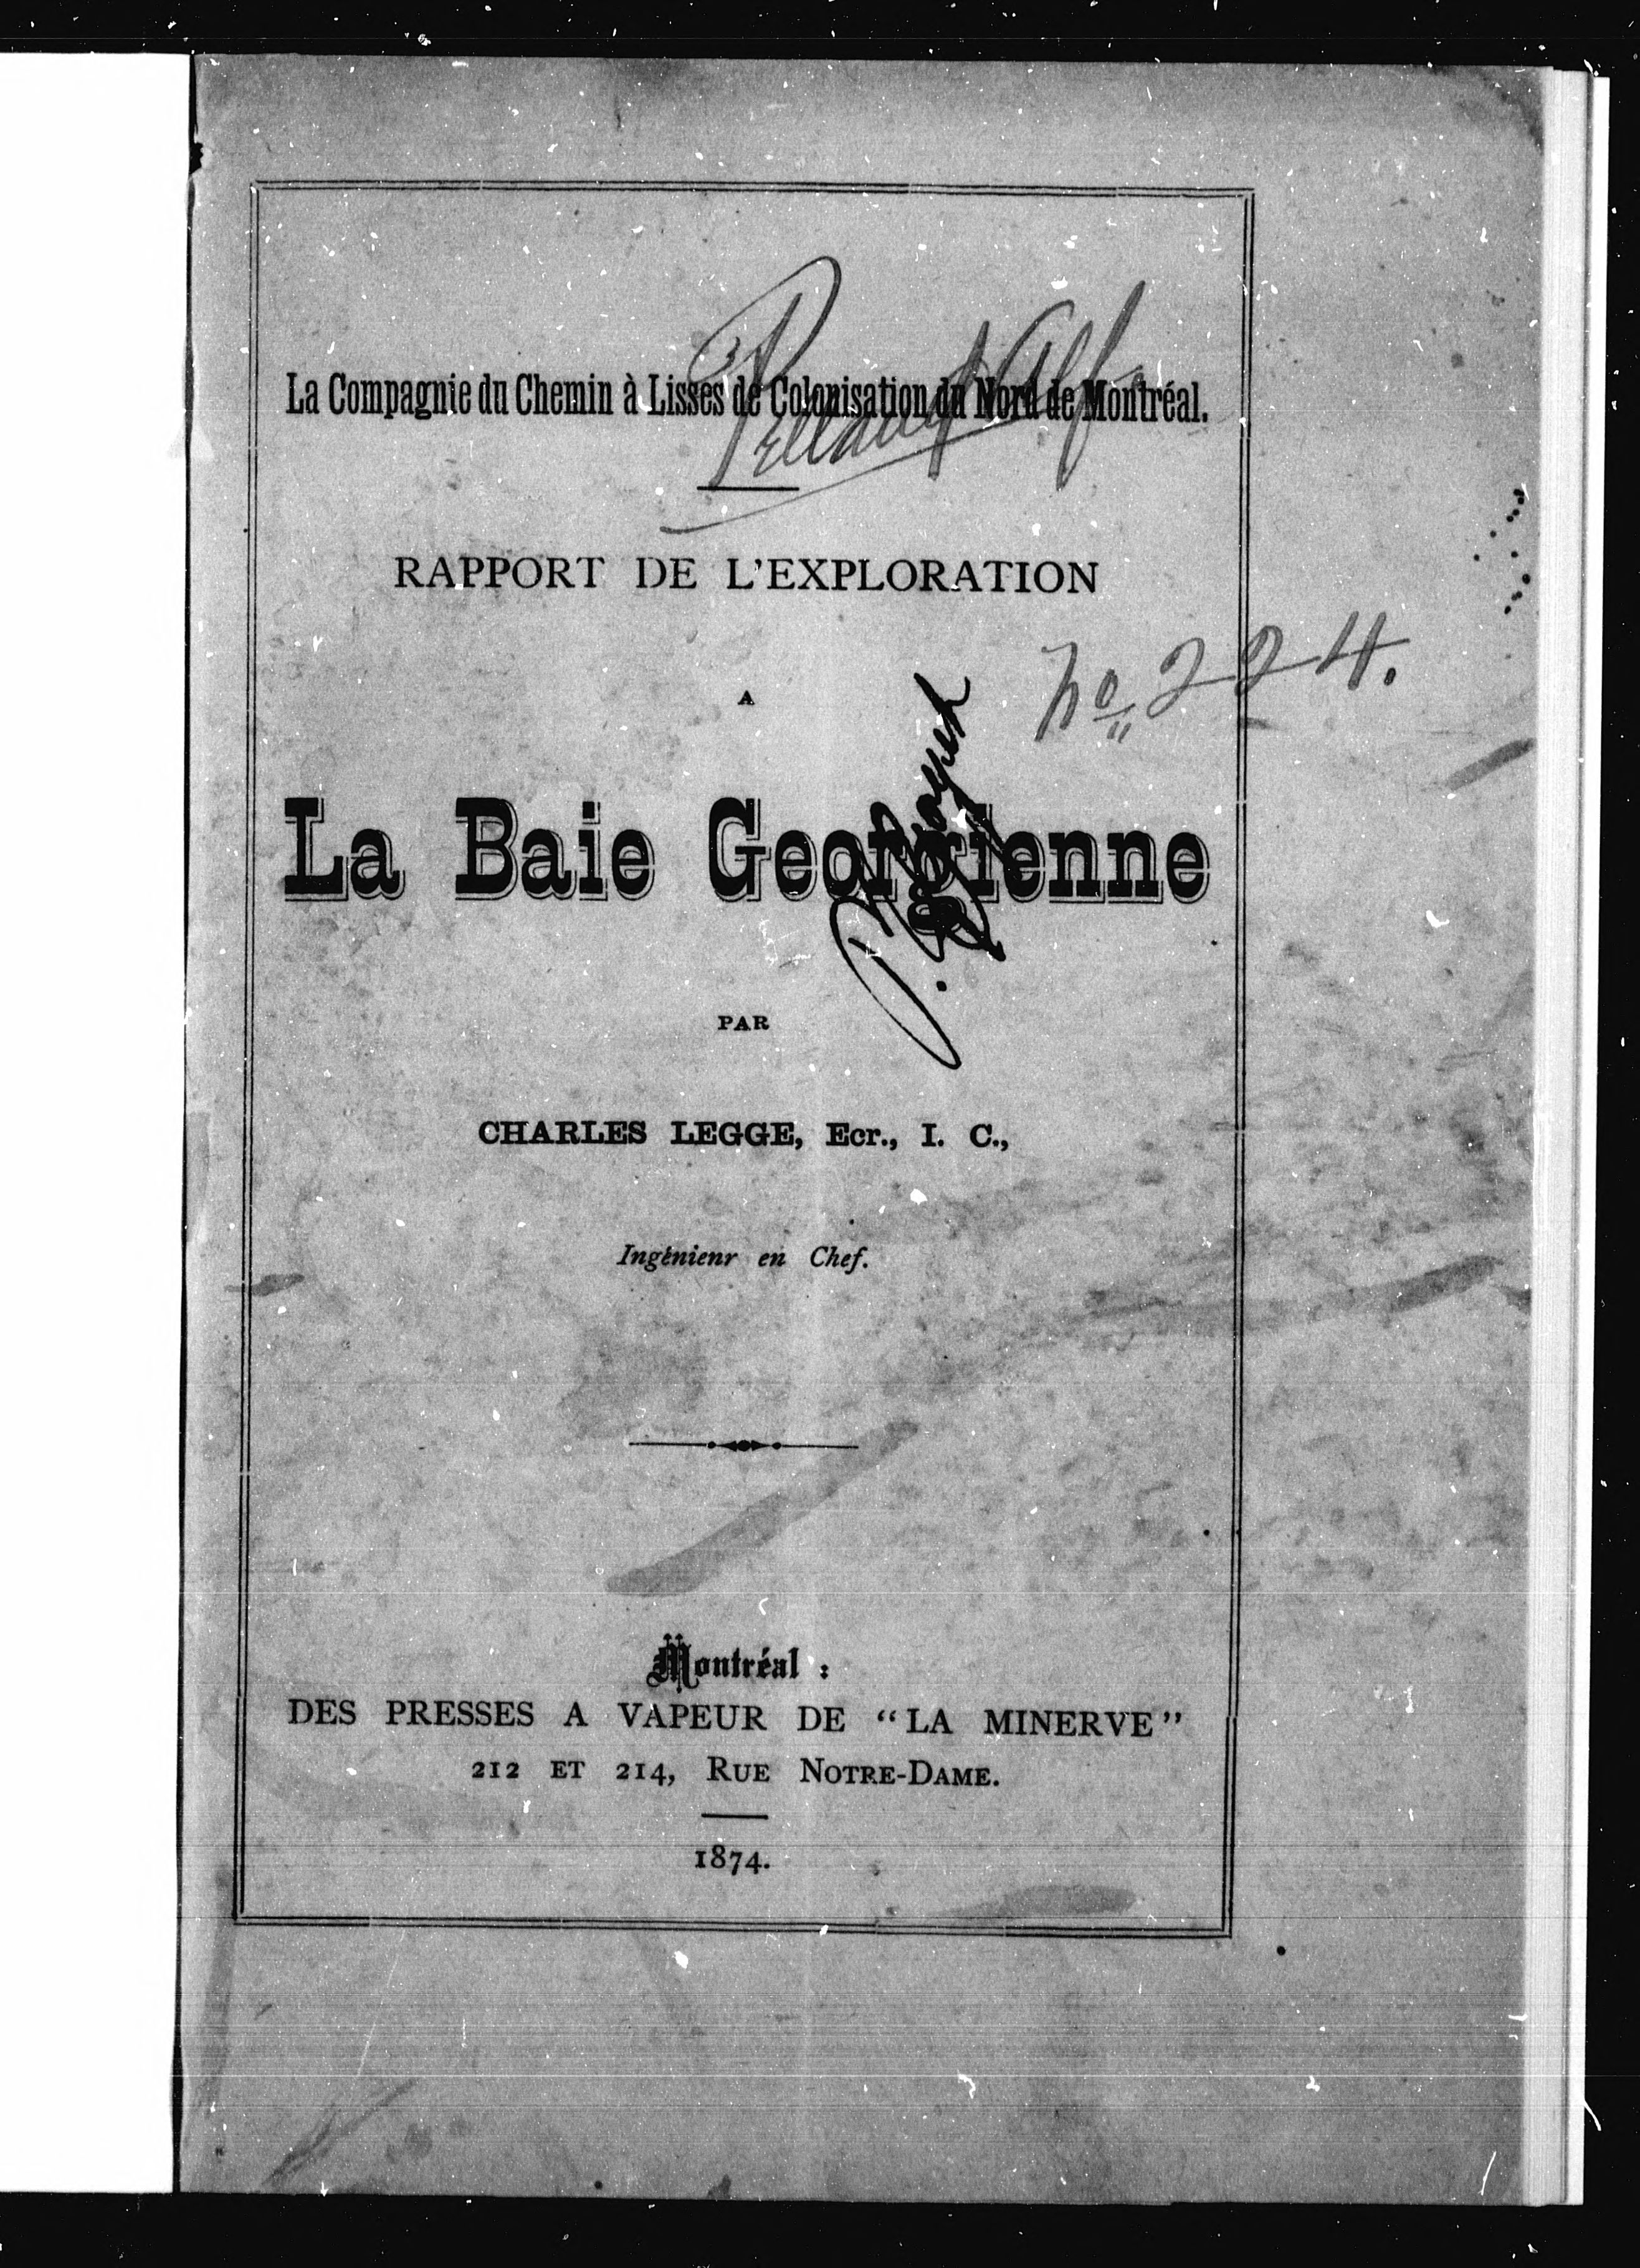 La Compagnie du Chemin à Lisses de Colonisation du Nord de Montréal.
RAPPORT DE L'EXPLORATION
A
No 224.
La Baie Georgienne
PAR
CHARLES LEGGE, Ecr., I. C.,
Ingénienr en Chef.
Montréal :
DES PRESSES A VAPEUR DE "LA MINERVE"
212 ET 214, RUE NOTRE-DAME.
1874.